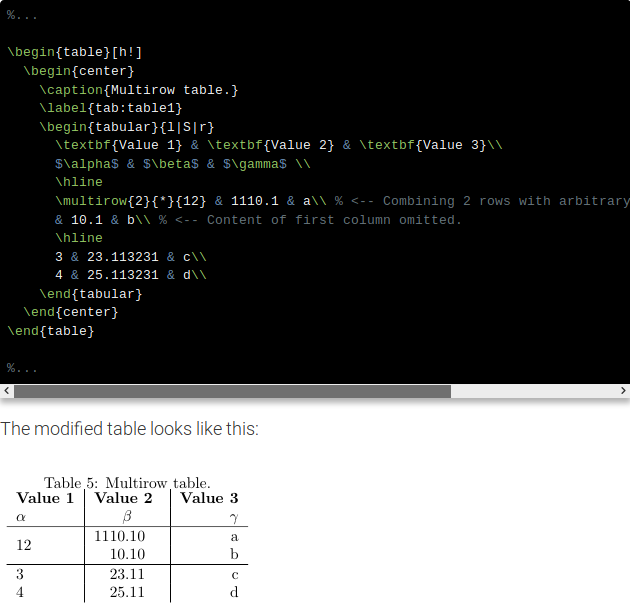 %...
\begin{table}[h!]
\begin{center}
\caption{Multirow table.}
\label{tab:table1}
\begin{tabular}{l|S|r}
\textbf{Value 1} & \textbf{Value 2} & \textbf{Value 3}\\
$\alpha$ & $\beta$ & $\gamma$ \\
\hline
\multirow{2}{*}{12} & 1110.1 & a\\ % <-- Combining 2 rows with arbitrary
& 10.1 & b\\ % <-- Content of first column omitted.
\hline
3 & 23.113231 & c\\
4 & 25.113231 & d\\
\end{tabular}
\end{center}
\end{table}
%...
The modified table looks like this:
Table 5: Multirow table.
Value 1 Value 2 Value 3
α β γ
12 1110.10 a
10.10 b
3 23.11 c
4 25.11 d